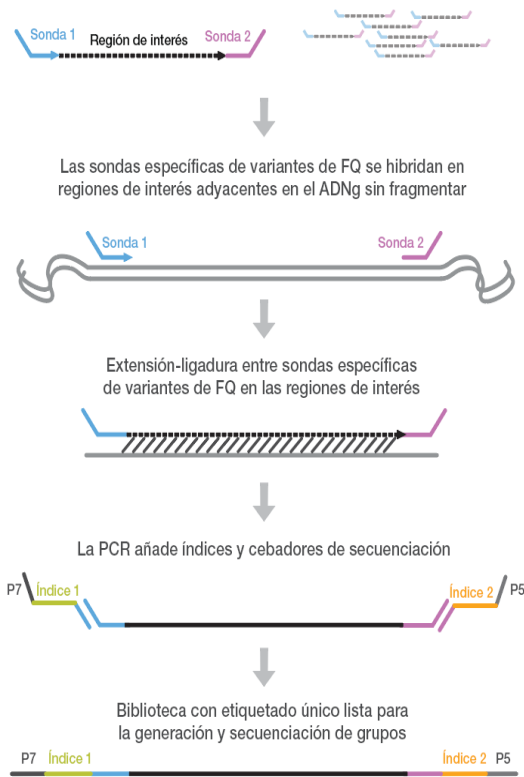 Sonda 1 Región de interés Sonda 2
Las sondas específicas de variantes de FQ se hibridan en
regiones de interés adyacentes en el ADNg sin fragmentar
Sonda 1 Sonda 2
Extensión-ligadura entre sondas específicas
de variantes de FQ en las regiones de interés
La PCR añade índices y cebadores de secuenciación
P7 Índice 1 Índice 2 P5
Biblioteca con etiquetado único lista para
la generación y secuenciación de grupos
P7 Índice 1 Índice 2 P5